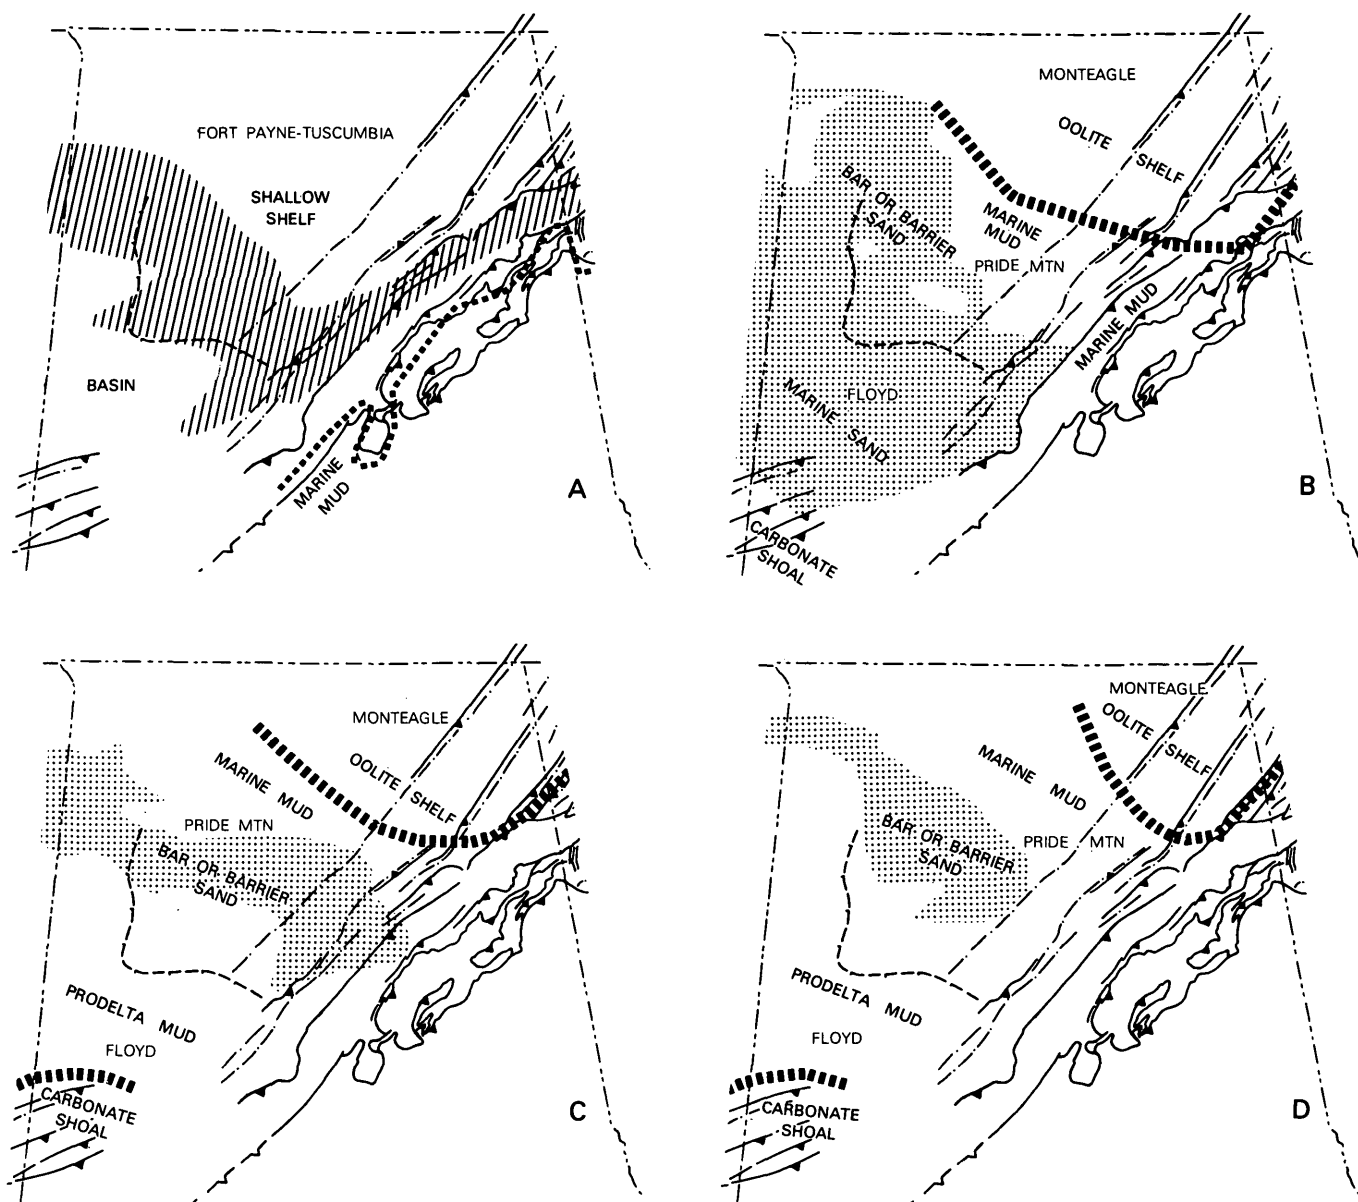 FORT PAYNE-TUSCUMBIA
SHALLOW
SHELF
BASIN
MARINE
MUD
A
MONTEAGLE
OOLITE SHELF
BAR OR BARRIER
SAND
MARINE
MUD
PRIDE MTN
MARINE MUD
FLOYD
MARINE SAND
CARBONATE
SHOAL
B
MONTEAGLE
OOLITE SHELF
MARINE MUD
PRIDE MTN
BAR OR BARRIER
SAND
PRODELTA MUD
FLOYD
CARBONATE
SHOAL
C
MONTEAGLE
OOLITE SHELF
MARINE MUD
BAR OR BARRIER
SAND
PRIDE MTN
PRODELTA MUD
FLOYD
CARBONATE
SHOAL
D